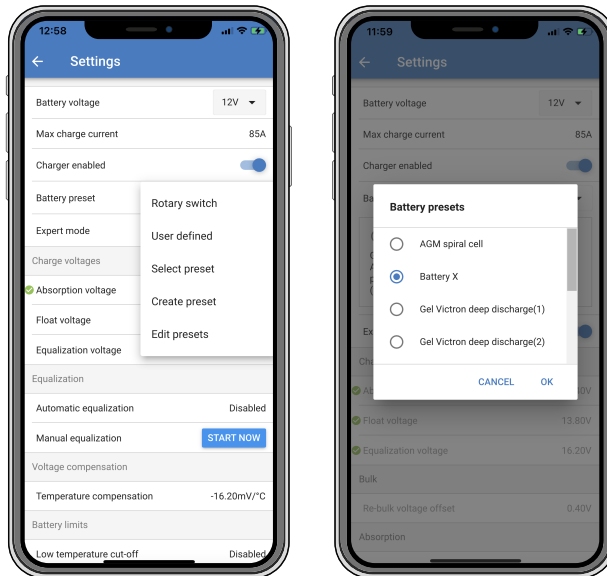 12:58
Settings
Battery voltage 12V
Max charge current 85A
Charger enabled
Battery preset
Expert mode
Rotary switch
User defined
Select preset
Create preset
Edit presets
Charge voltages
Absorption voltage
Float voltage
Equalization voltage
Equalization
Automatic equalization Disabled
Manual equalization START NOW
Voltage compensation
Temperature compensation -16.20mV/°C
Battery limits
Low temperature cut-off Disabled
11:59
Settings
Battery voltage 12V
Max charge current 85A
Charger enabled
Ba
Battery presets
AGM spiral cell
Battery X
Gel Victron deep discharge(1)
Gel Victron deep discharge(2)
CANCEL OK
Ex
Ch
Ab
Float voltage 13.80V
Equalization voltage 16.20V
Bulk
Re-bulk voltage offset 0.40V
Absorption